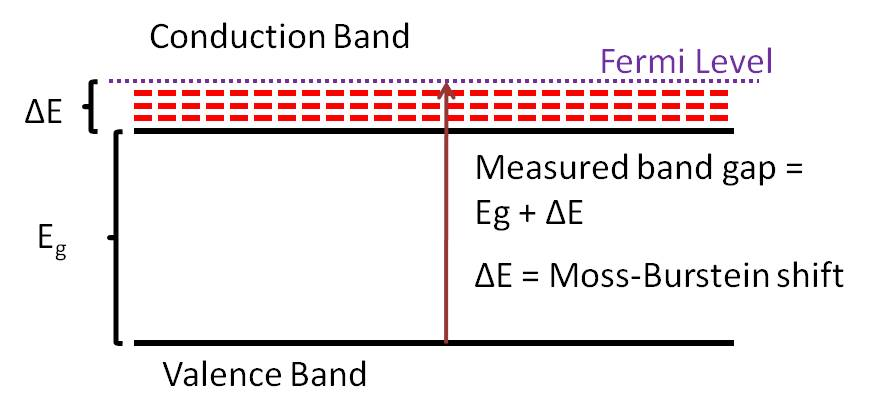 Conduction Band
Fermi Level
ΔE
Measured band gap =
Eg + ΔE
Eg
ΔE = Moss-Burstein shift
Valence Band